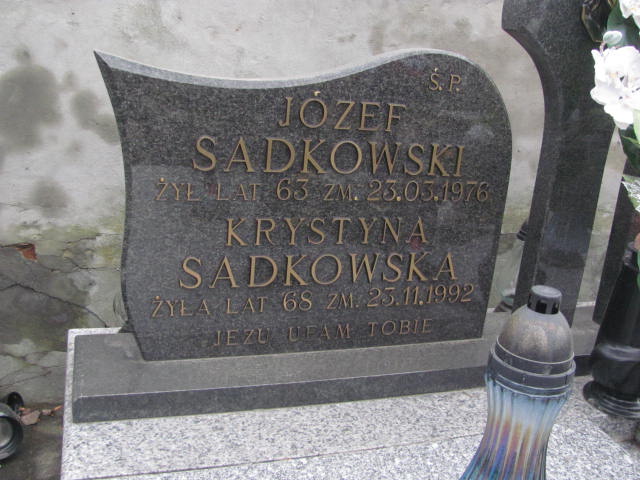 Ś.P.
JÓZEF
SADKOWSKI
ŻYŁ LAT 63 ZM. 23.03.1976
KRYSTYNA
SADKOWSKA
ŻYŁA LAT 68 ZM. 23.11.1992
JEZU UFAM TOBIE